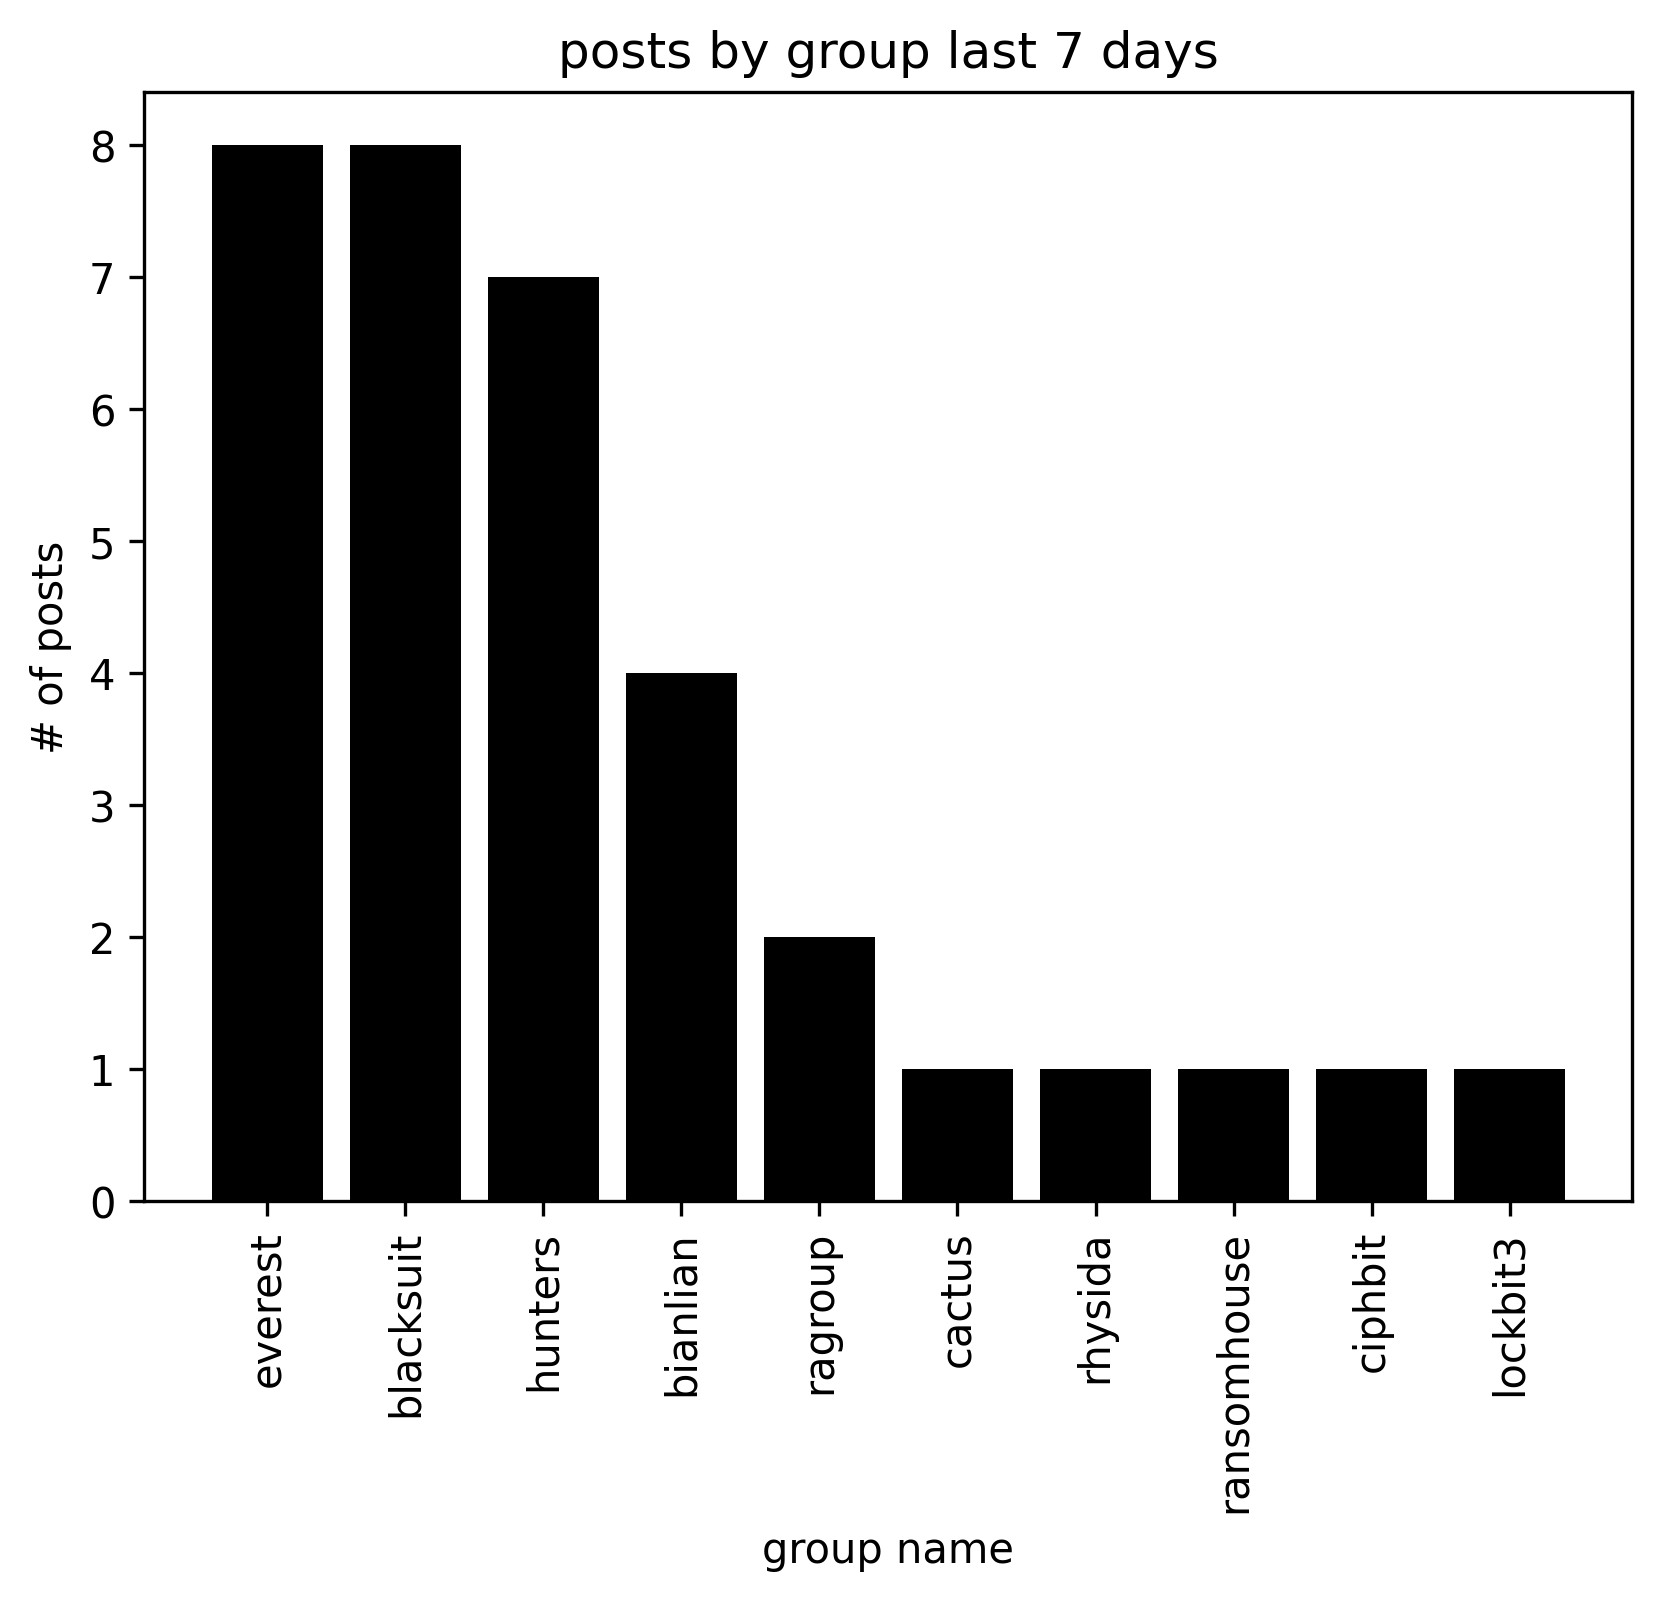 posts by group last 7 days
# of posts
8
7
6
5
4
3
2
1
0
everest
blacksuit
hunters
bianlian
ragroup
cactus
rhysida
ransomhouse
ciphbit
lockbit3
group name